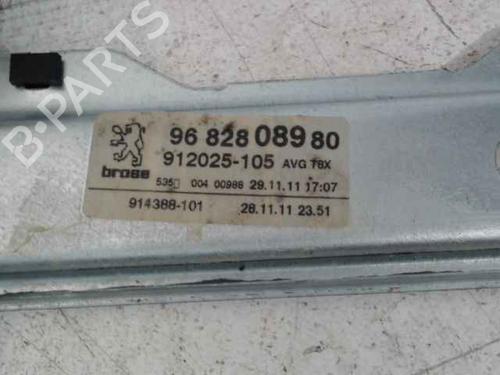 96 828 089 80
brose
912025-105 AVG T8X
535 004 00988 29.11.11 17:07
914388-101 28.11.11 23.51
B-PARTS